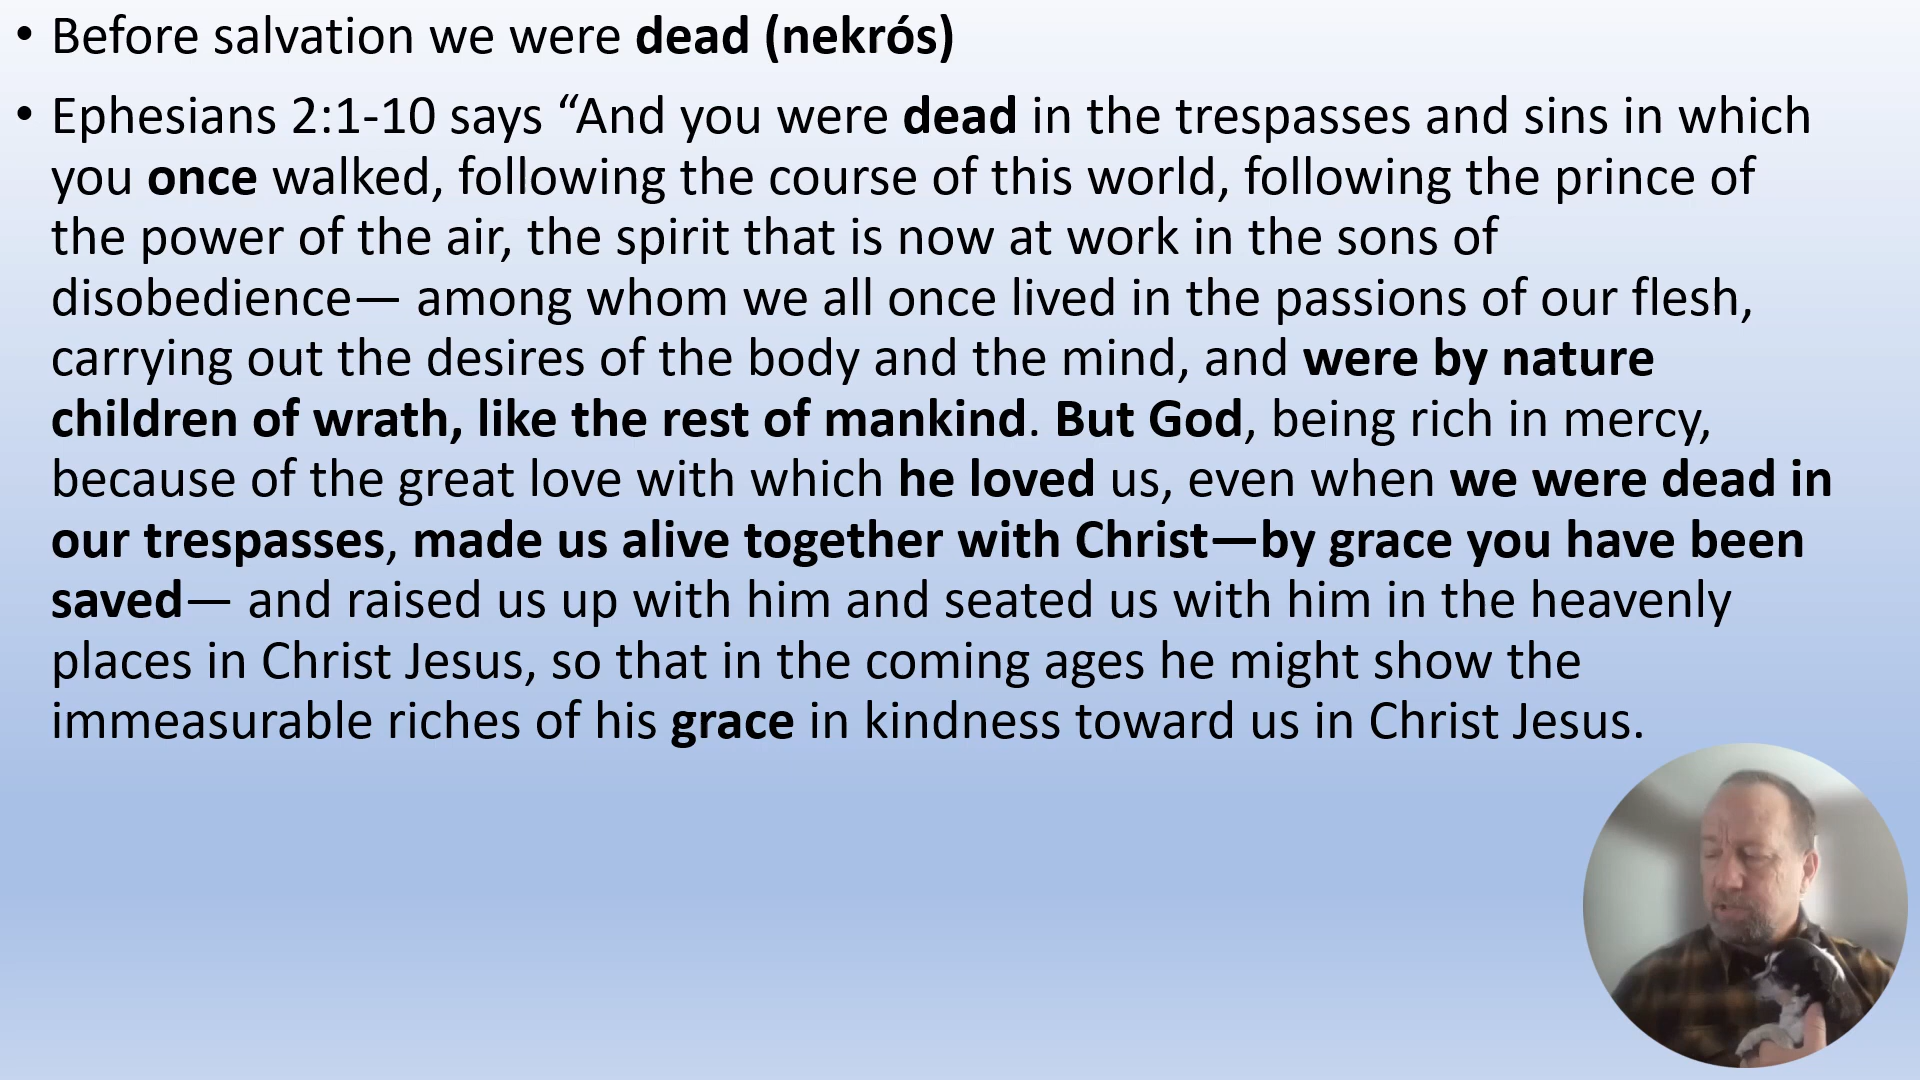 • Before salvation we were dead (nekrós)
• Ephesians 2:1-10 says “And you were dead in the trespasses and sins in which
you once walked, following the course of this world, following the prince of
the power of the air, the spirit that is now at work in the sons of
disobedience— among whom we all once lived in the passions of our flesh,
carrying out the desires of the body and the mind, and were by nature
children of wrath, like the rest of mankind. But God, being rich in mercy,
because of the great love with which he loved us, even when we were dead in
our trespasses, made us alive together with Christ—by grace you have been
saved— and raised us up with him and seated us with him in the heavenly
places in Christ Jesus, so that in the coming ages he might show the
immeasurable riches of his grace in kindness toward us in Christ Jesus.